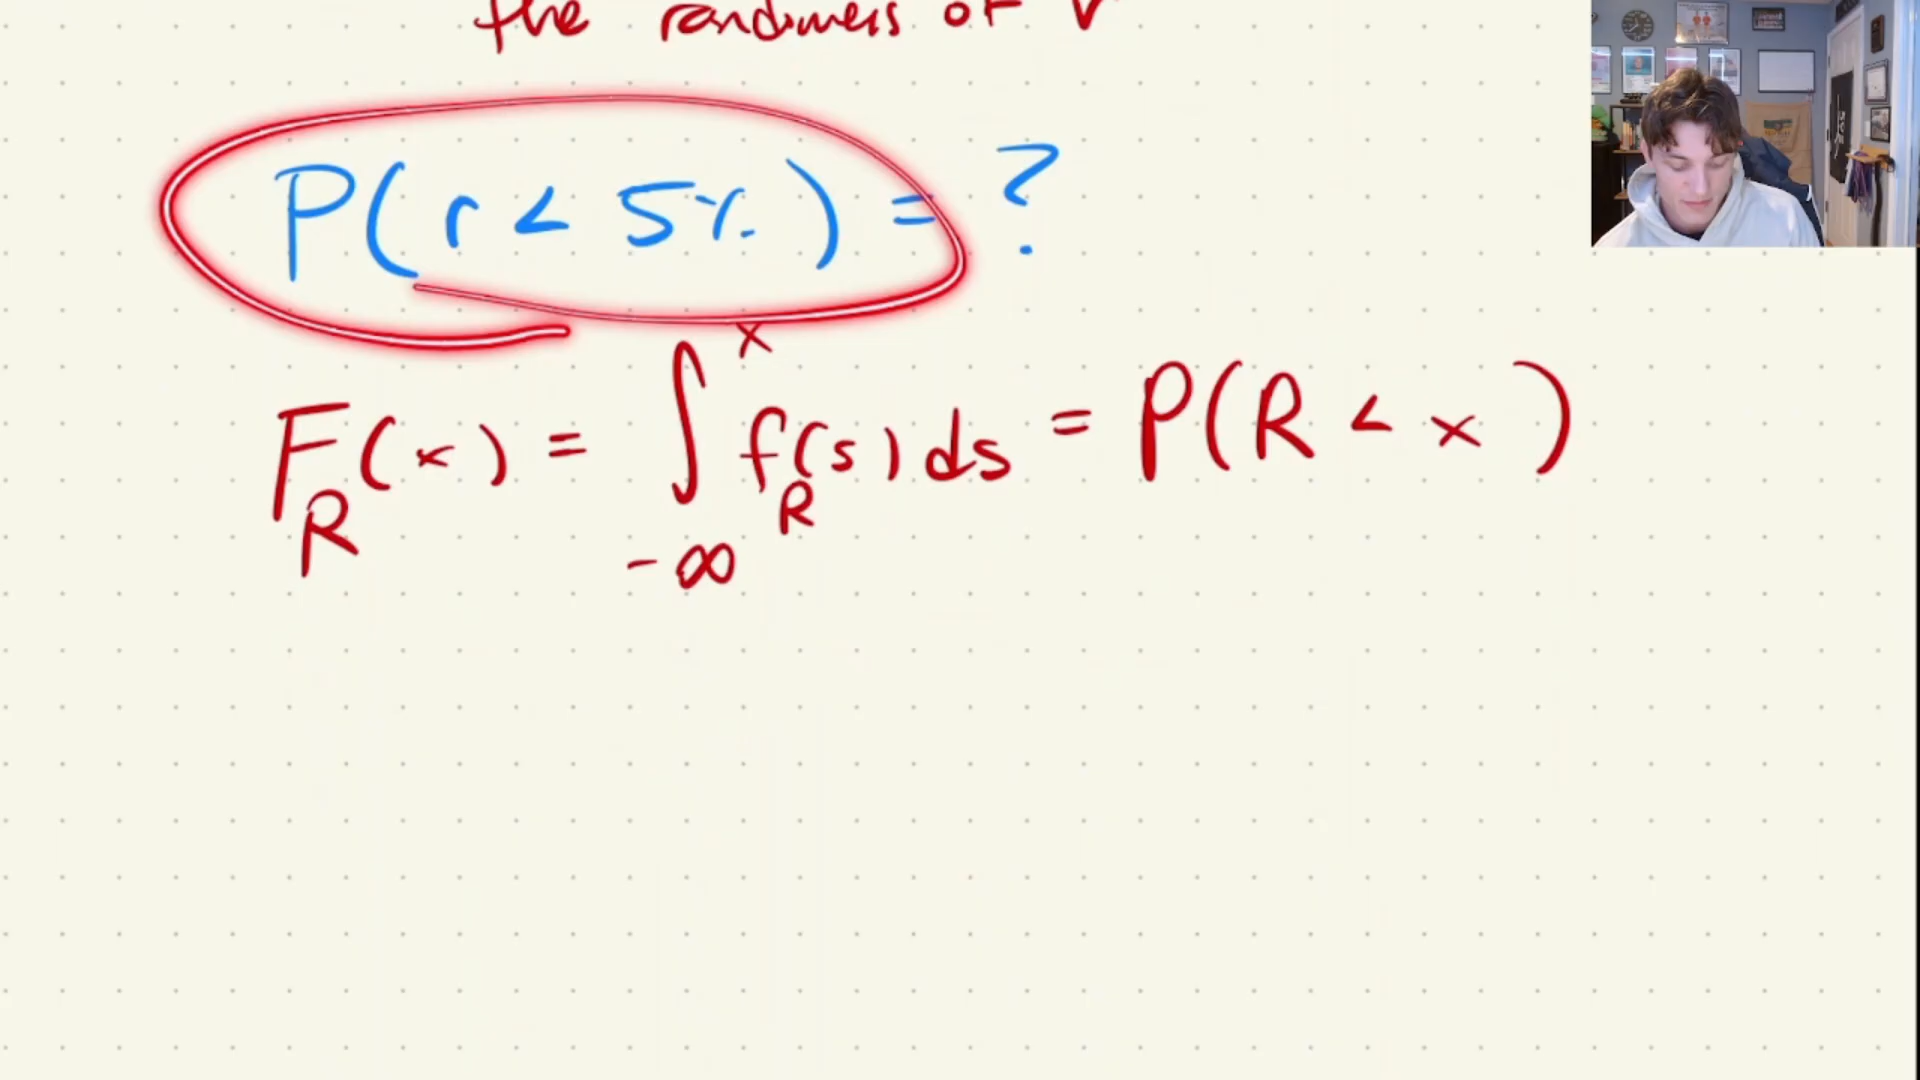 the randomness of r
P(r < 5%) = ?
F_R(x) = ∫_{-∞}^{x} f_R(s) ds = P(R < x)